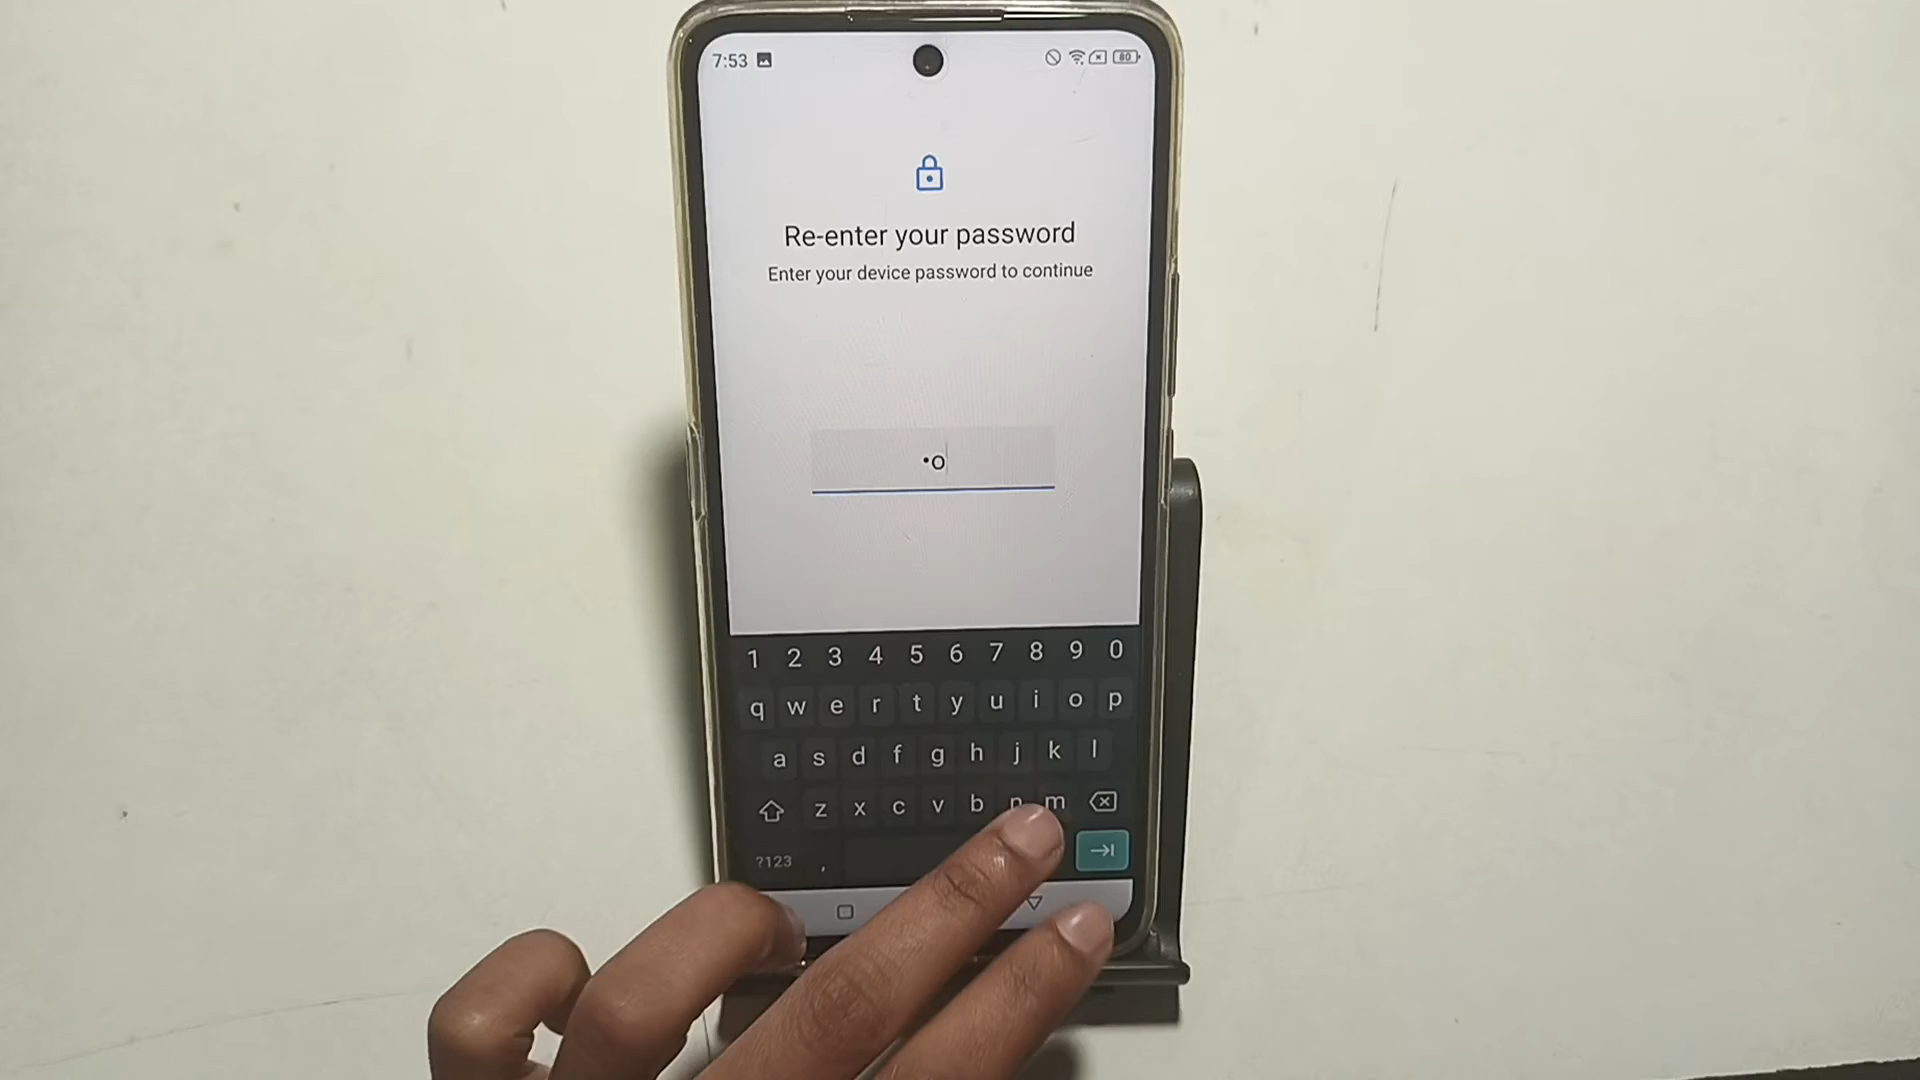 7:53 80
Re-enter your password
Enter your device password to continue
•o
1 2 3 4 5 6 7 8 9 0
q w e r t y u i o p
a s d f g h j k l
z x c v b n m
?123 ,